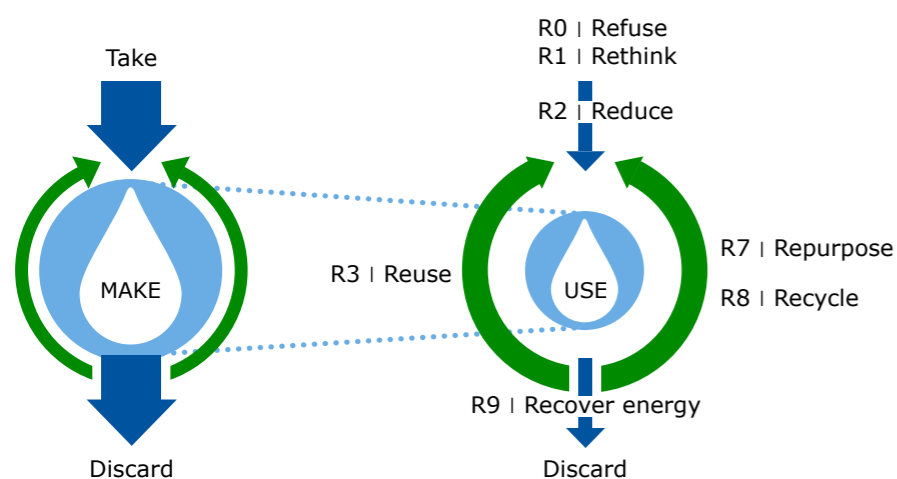 Take
MAKE
Discard
R0 | Refuse
R1 | Rethink
R2 | Reduce
R3 | Reuse
USE
R7 | Repurpose
R8 | Recycle
R9 | Recover energy
Discard